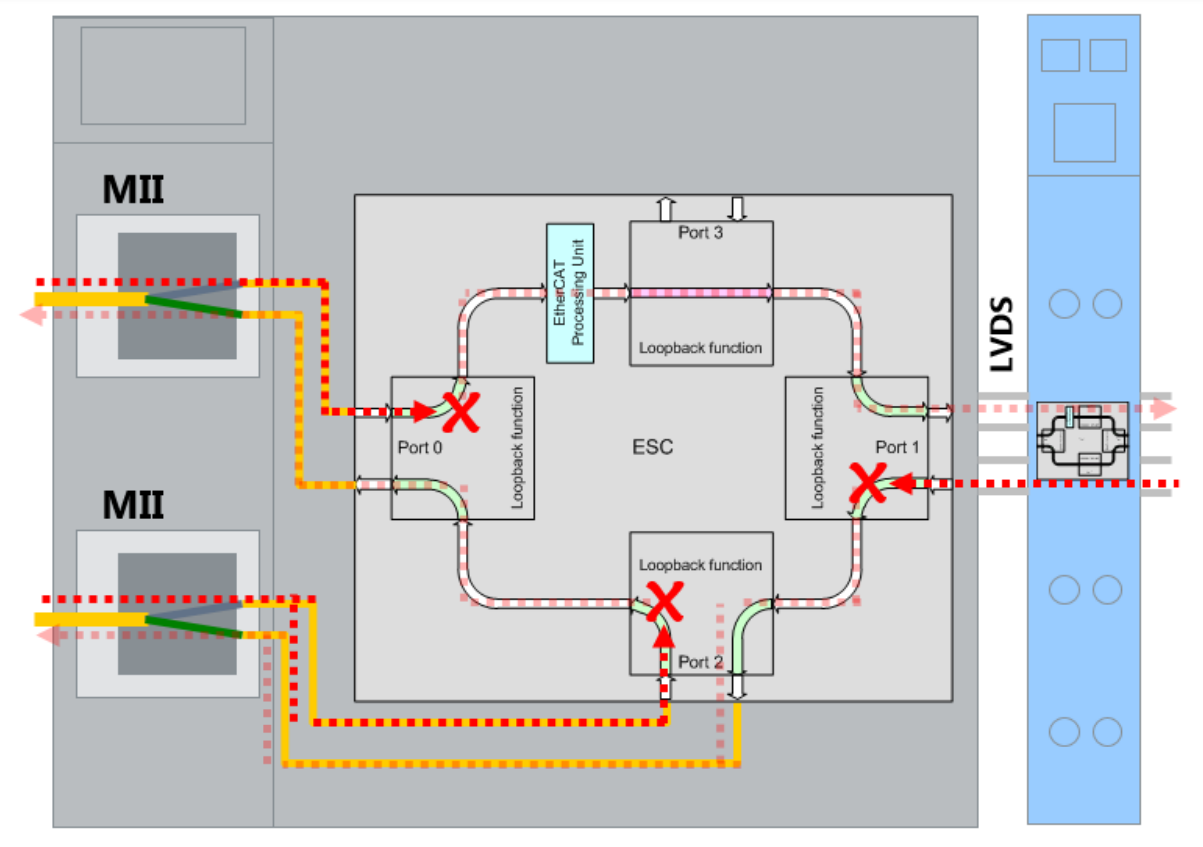 MII
Port 3
EtherCAT
Processing Unit
Loopback function
LVDS
Port 0
Loopback function
ESC
Loopback function
Port 1
MII
Loopback function
Port 2